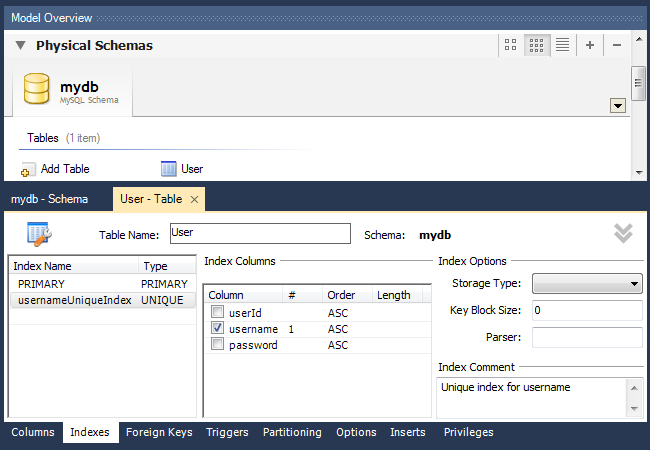 Model Overview
Physical Schemas
mydb
MySQL Schema
Tables (1 item)
Add Table User
mydb - Schema User - Table
Table Name: User Schema: mydb
Index Name Type
PRIMARY PRIMARY
usernameUniqueIndex UNIQUE
Index Columns
Column # Order Length
userId ASC
username 1 ASC
password ASC
Index Options
Storage Type:
Key Block Size: 0
Parser:
Index Comment
Unique index for username
Columns Indexes Foreign Keys Triggers Partitioning Options Inserts Privileges